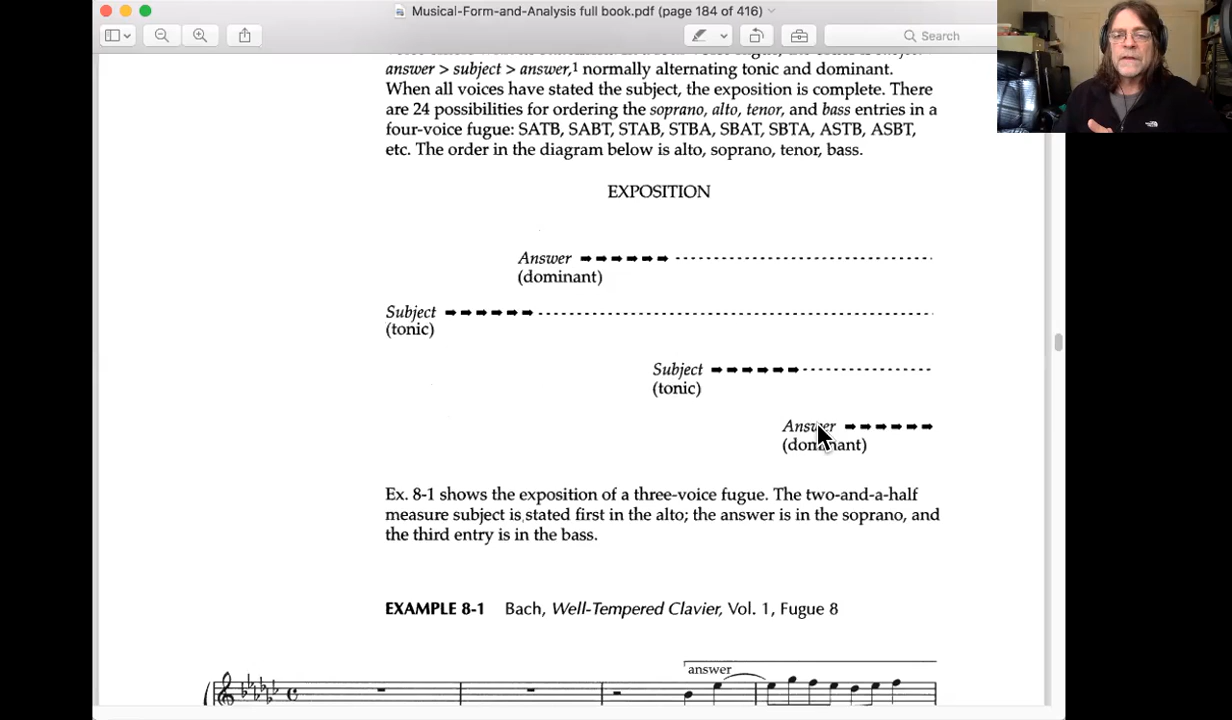 Musical-Form-and-Analysis full book.pdf (page 184 of 416)
Search
answer > subject > answer,1 normally alternating tonic and dominant.
When all voices have stated the subject, the exposition is complete. There
are 24 possibilities for ordering the soprano, alto, tenor, and bass entries in a
four-voice fugue: SATB, SABT, STAB, STBA, SBAT, SBTA, ASTB, ASBT,
etc. The order in the diagram below is alto, soprano, tenor, bass.
EXPOSITION
Answer
(dominant)
Subject
(tonic)
Subject
(tonic)
Answer
(dominant)
Ex. 8-1 shows the exposition of a three-voice fugue. The two-and-a-half
measure subject is stated first in the alto; the answer is in the soprano, and
the third entry is in the bass.
EXAMPLE 8-1 Bach, Well-Tempered Clavier, Vol. 1, Fugue 8
answer